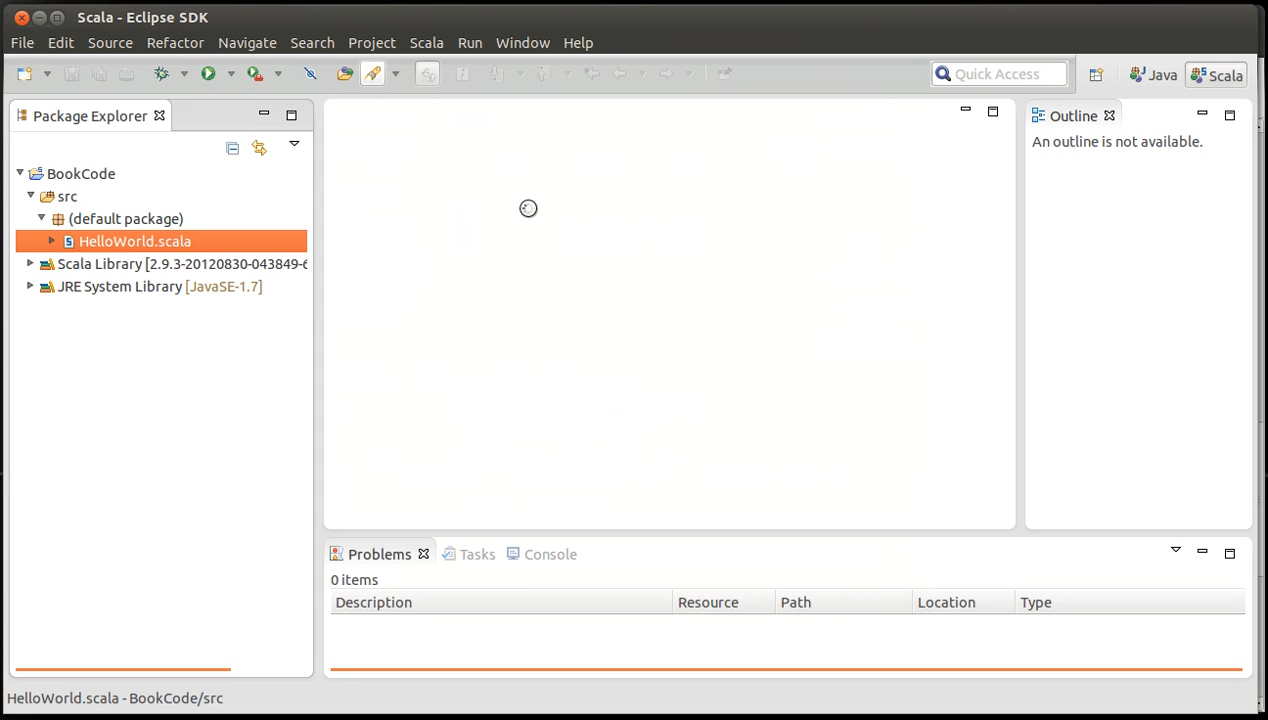 Scala - Eclipse SDK
File Edit Source Refactor Navigate Search Project Scala Run Window Help
Quick Access Java Scala
Package Explorer
Outline
An outline is not available.
BookCode
src
(default package)
HelloWorld.scala
Scala Library [2.9.3-20120830-043849-6
JRE System Library [JavaSE-1.7]
Problems Tasks Console
0 items
Description Resource Path Location Type
HelloWorld.scala - BookCode/src